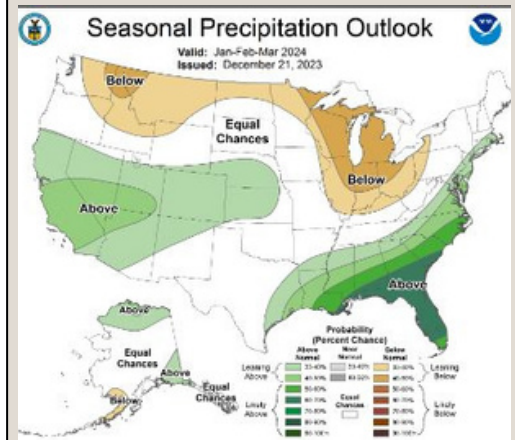 Seasonal Precipitation Outlook
Valid: Jan-Feb-Mar 2024
Issued: December 21, 2023
Below
Equal
Chances
Below
Above
Above
Above
Equal
Chances
Above
Equal
Chances
Below
Probability
(Percent Chance)
Above
Normal
Near
Normal
Below
Normal
Leaning
Above
Likely
Above
Equal
Chances
Leaning
Below
Likely
Below